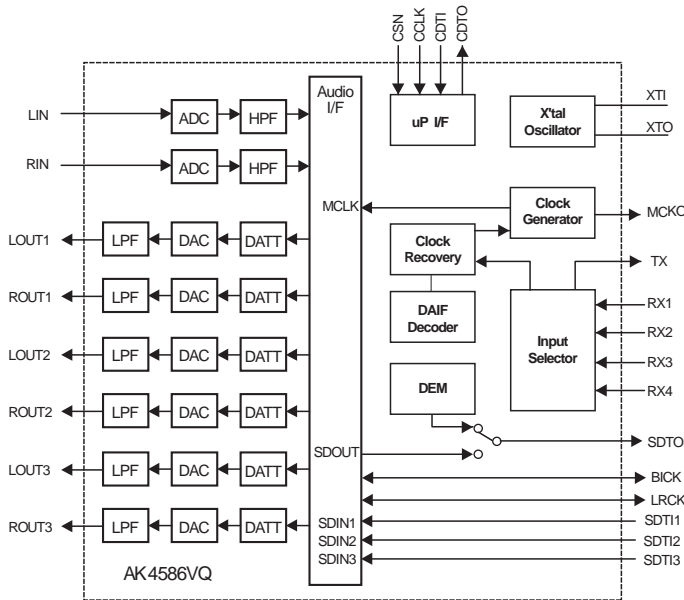 CSN
CCLK
CDTI
CDTO
Audio
I/F
uP I/F
X'tal
Oscillator
XTI
XTO
LIN
ADC
HPF
RIN
ADC
HPF
MCLK
Clock
Generator
MCKO
LOUT1
LPF
DAC
DATT
Clock
Recovery
TX
ROUT1
LPF
DAC
DATT
DAIF
Decoder
Input
Selector
RX1
RX2
RX3
RX4
LOUT2
LPF
DAC
DATT
ROUT2
LPF
DAC
DATT
DEM
SDTO
LOUT3
LPF
DAC
DATT
SDOUT
BICK
LRCK
ROUT3
LPF
DAC
DATT
SDIN1
SDIN2
SDIN3
SDTI1
SDTI2
SDTI3
AK4586VQ